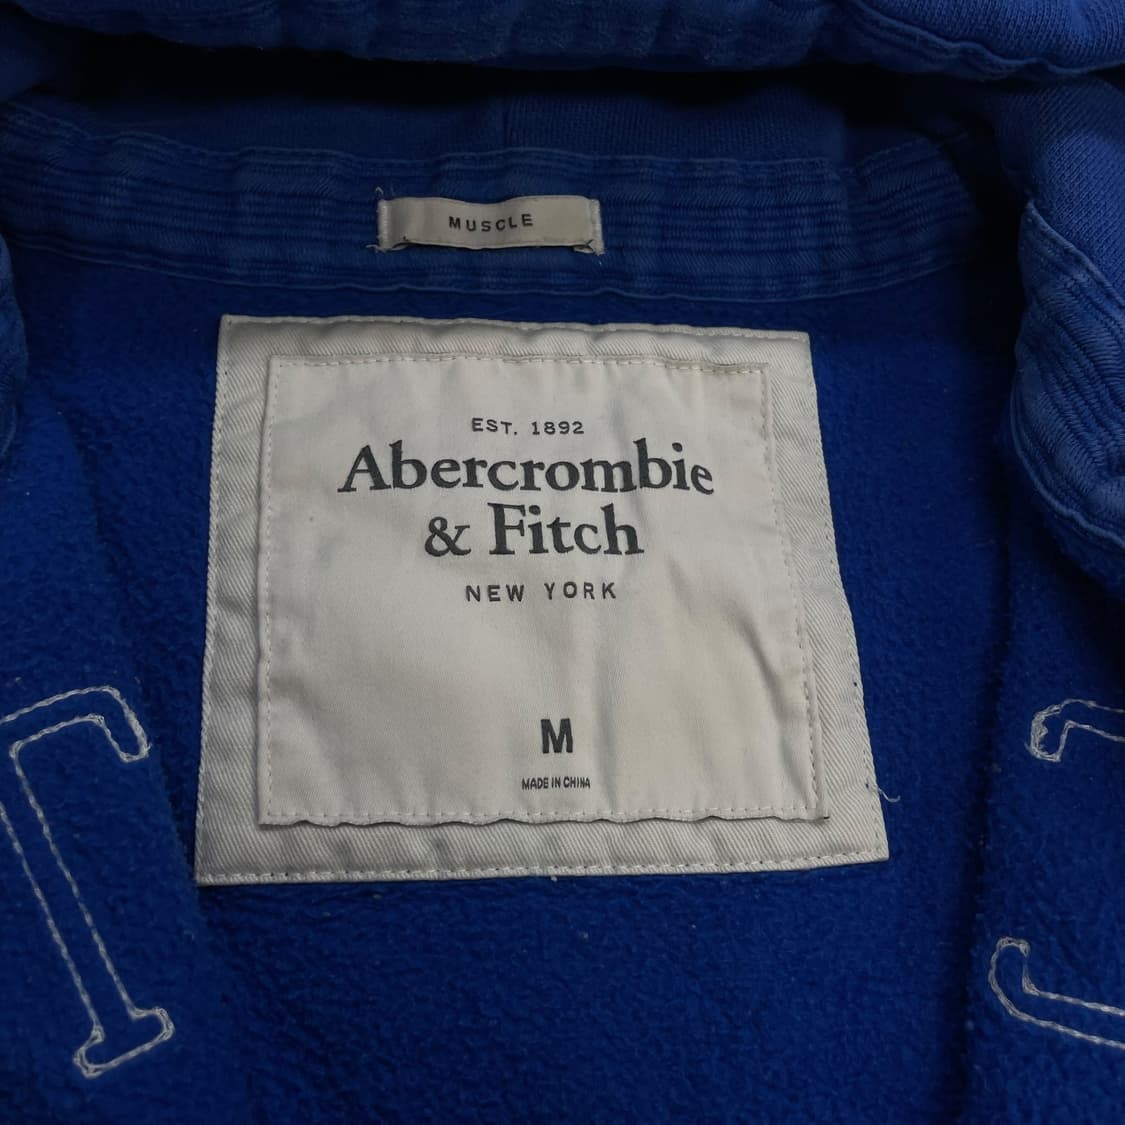 MUSCLE
EST. 1892
Abercrombie
& Fitch
NEW YORK
M
MADE IN CHINA